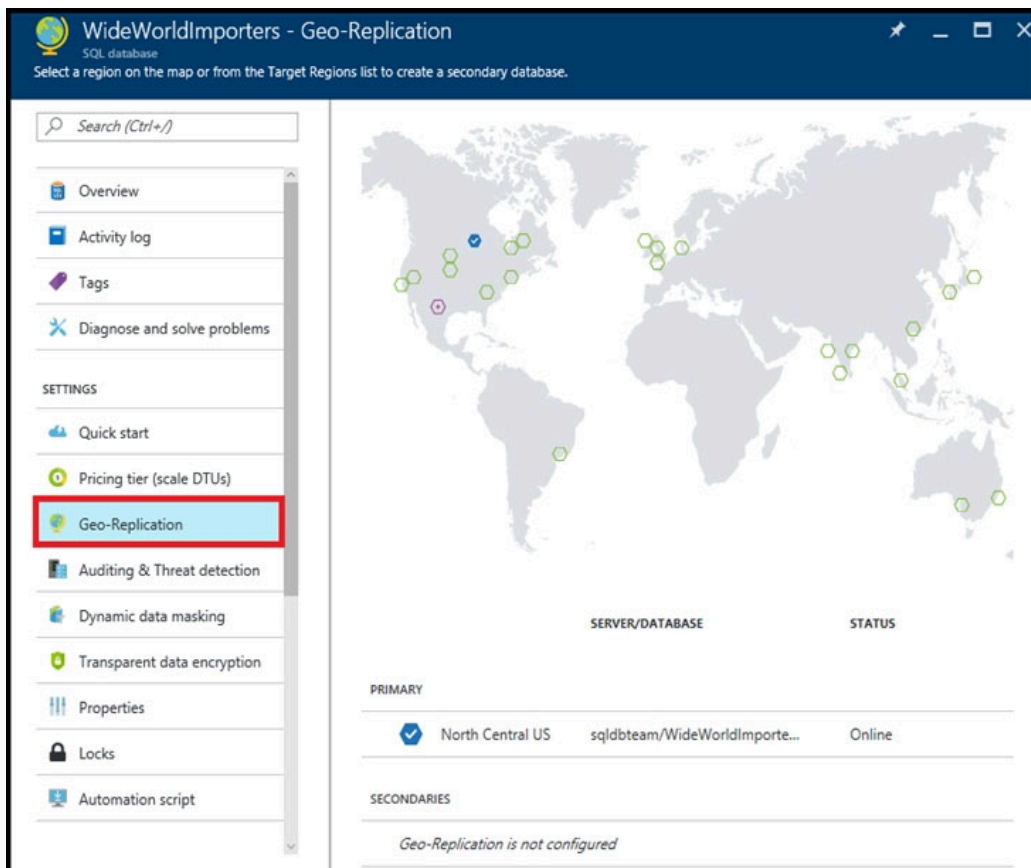 WideWorldImporters - Geo-Replication
SQL database
Select a region on the map or from the Target Regions list to create a secondary database.
Search (Ctrl+/)
Overview
Activity log
Tags
Diagnose and solve problems
SETTINGS
Quick start
Pricing tier (scale DTUs)
Geo-Replication
Auditing & Threat detection
Dynamic data masking
Transparent data encryption
Properties
Locks
Automation script
SERVER/DATABASE STATUS
PRIMARY
North Central US sqldbteam/WideWorldImporte... Online
SECONDARIES
Geo-Replication is not configured